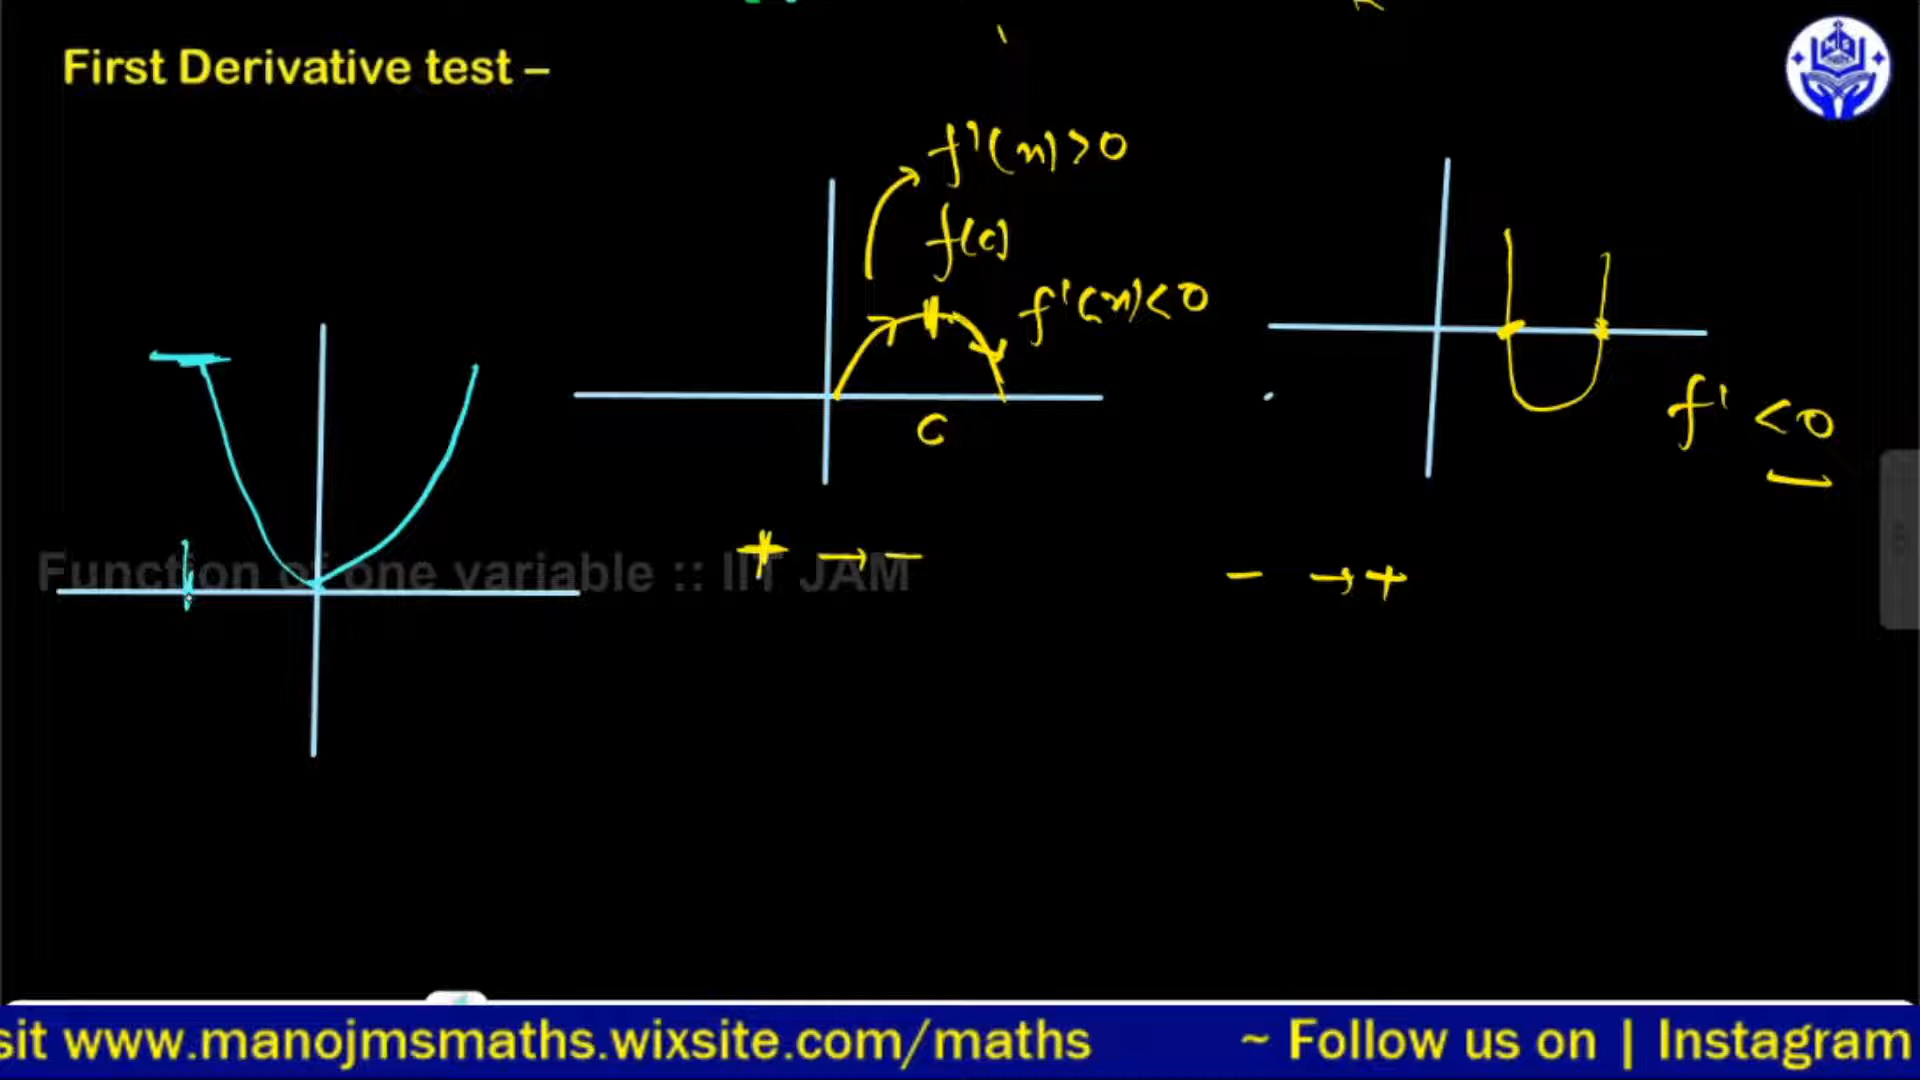 First Derivative test –
f'(x)>0
f(c)
f'(x)<0
c
f' <0
+ → –
– → +
Function of one variable :: IIT JAM
sit www.manojmsmaths.wixsite.com/maths ~ Follow us on | Instagram